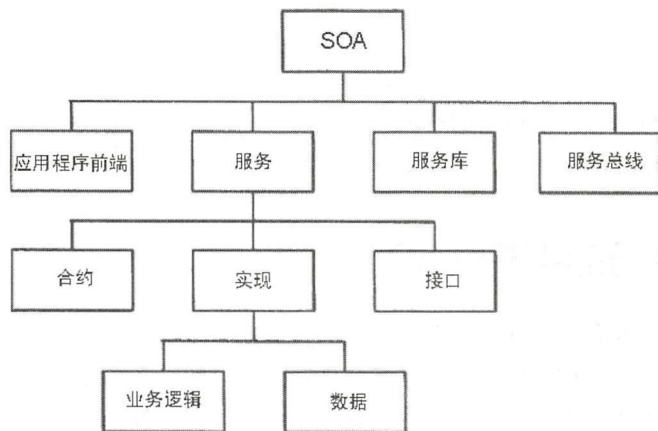 SOA
应用程序前端
服务
服务库
服务总线
合约
实现
接口
业务逻辑
数据